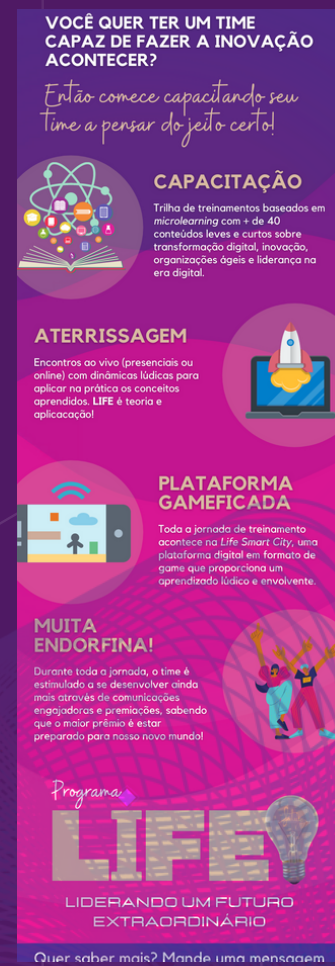 VOCÊ QUER TER UM TIME
CAPAZ DE FAZER A INOVAÇÃO
ACONTECER?
Então comece capacitando seu
time a pensar do jeito certo!
CAPACITAÇÃO
Trilha de treinamentos baseados em
microlearning com + de 40
conteúdos leves e curtos sobre
transformação digital, inovação,
organizações ágeis e liderança na
era digital.
ATERRISSAGEM
Encontros ao vivo (presenciais ou
online) com dinâmicas lúdicas para
aplicar na prática os conceitos
aprendidos. LIFE é teoria e
aplicacação!
PLATAFORMA
GAMEFICADA
Toda a jornada de treinamento
acontece na Life Smart City, uma
plataforma digital em formato de
game que proporciona um
aprendizado lúdico e envolvente.
MUITA
ENDORFINA!
Durante toda a jornada, o time é
estimulado a se desenvolver ainda
mais através de comunicações
engajadoras e premiações, sabendo
que o maior prêmio é estar
preparado para nosso novo mundo!
Programa
LIFE
LIDERANDO UM FUTURO
EXTRAORDINÁRIO
Quer saber mais? Mande uma mensagem